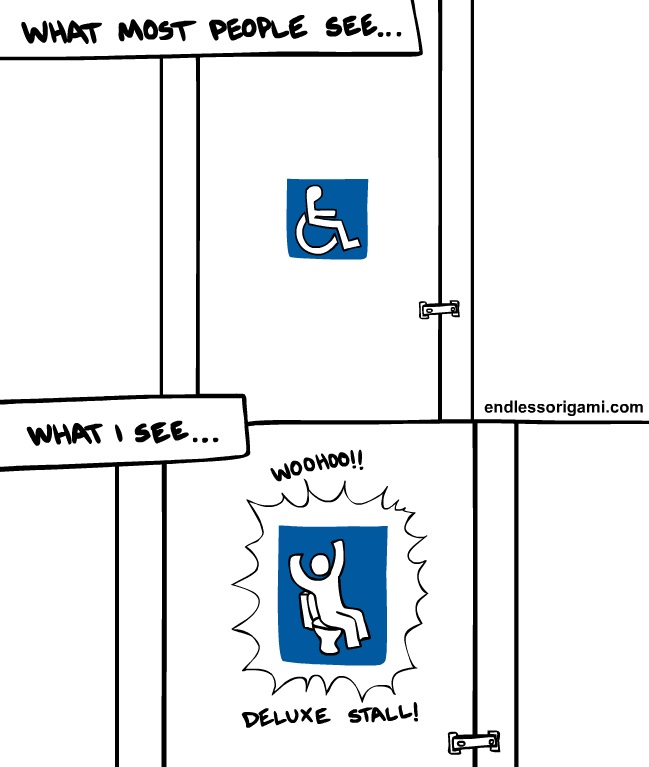 WHAT MOST PEOPLE SEE...
endlessorigami.com
WHAT I SEE...
WOOHOO!!
DELUXE STALL!